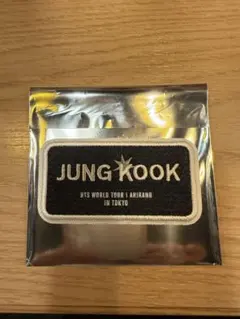 JUNG KOOK
BTS WORLD TOUR 'ARIRANG'
IN TOKYO